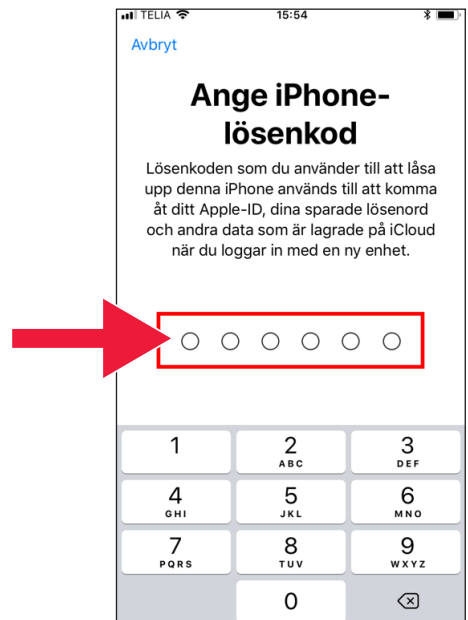 TELIA 15:54
Avbryt
Ange iPhone-
lösenkod
Lösenkoden som du använder till att låsa
upp denna iPhone används till att komma
åt ditt Apple-ID, dina sparade lösenord
och andra data som är lagrade på iCloud
när du loggar in med en ny enhet.
1 2 3
ABC DEF
4 5 6
GHI JKL MNO
7 8 9
PQRS TUV WXYZ
0